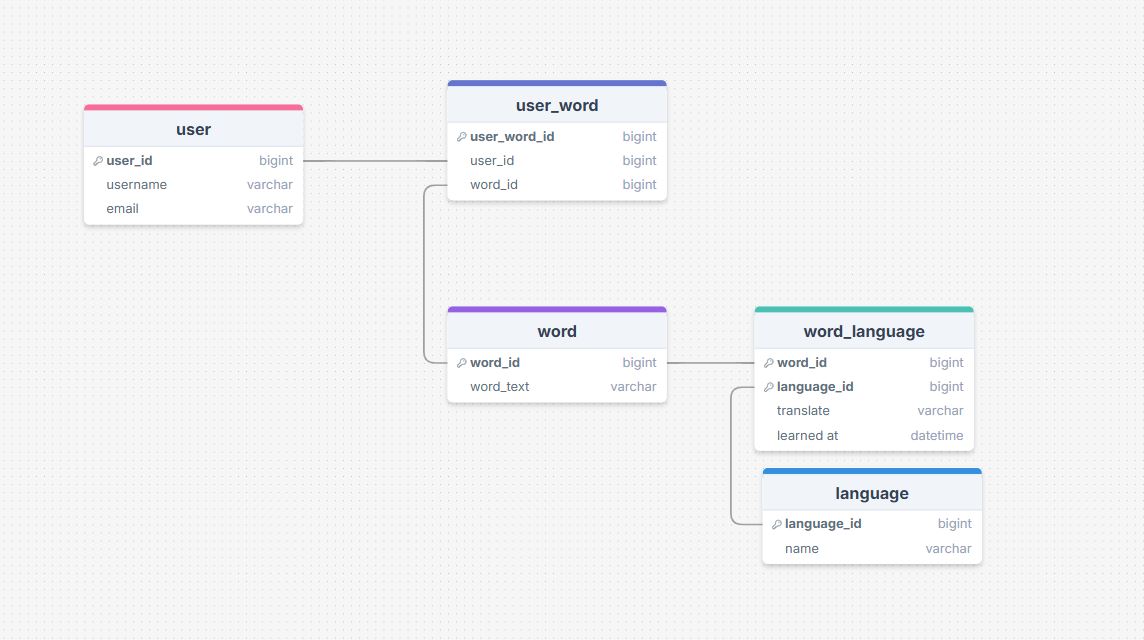 user
user_id bigint
username varchar
email varchar
user_word
user_word_id bigint
user_id bigint
word_id bigint
word
word_id bigint
word_text varchar
word_language
word_id bigint
language_id bigint
translate varchar
learned at datetime
language
language_id bigint
name varchar